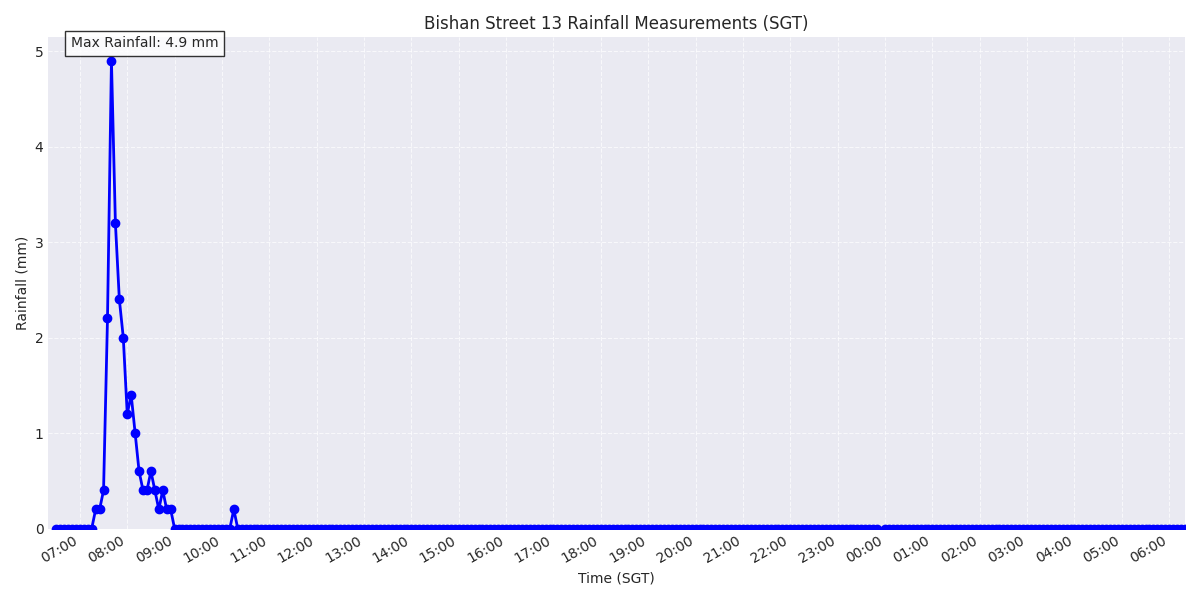 Bishan Street 13 Rainfall Measurements (SGT)
Max Rainfall: 4.9 mm
5
4
3
2
1
0
Rainfall (mm)
07:00 08:00 09:00 10:00 11:00 12:00 13:00 14:00 15:00 16:00 17:00 18:00 19:00 20:00 21:00 22:00 23:00 00:00 01:00 02:00 03:00 04:00 05:00 06:00
Time (SGT)